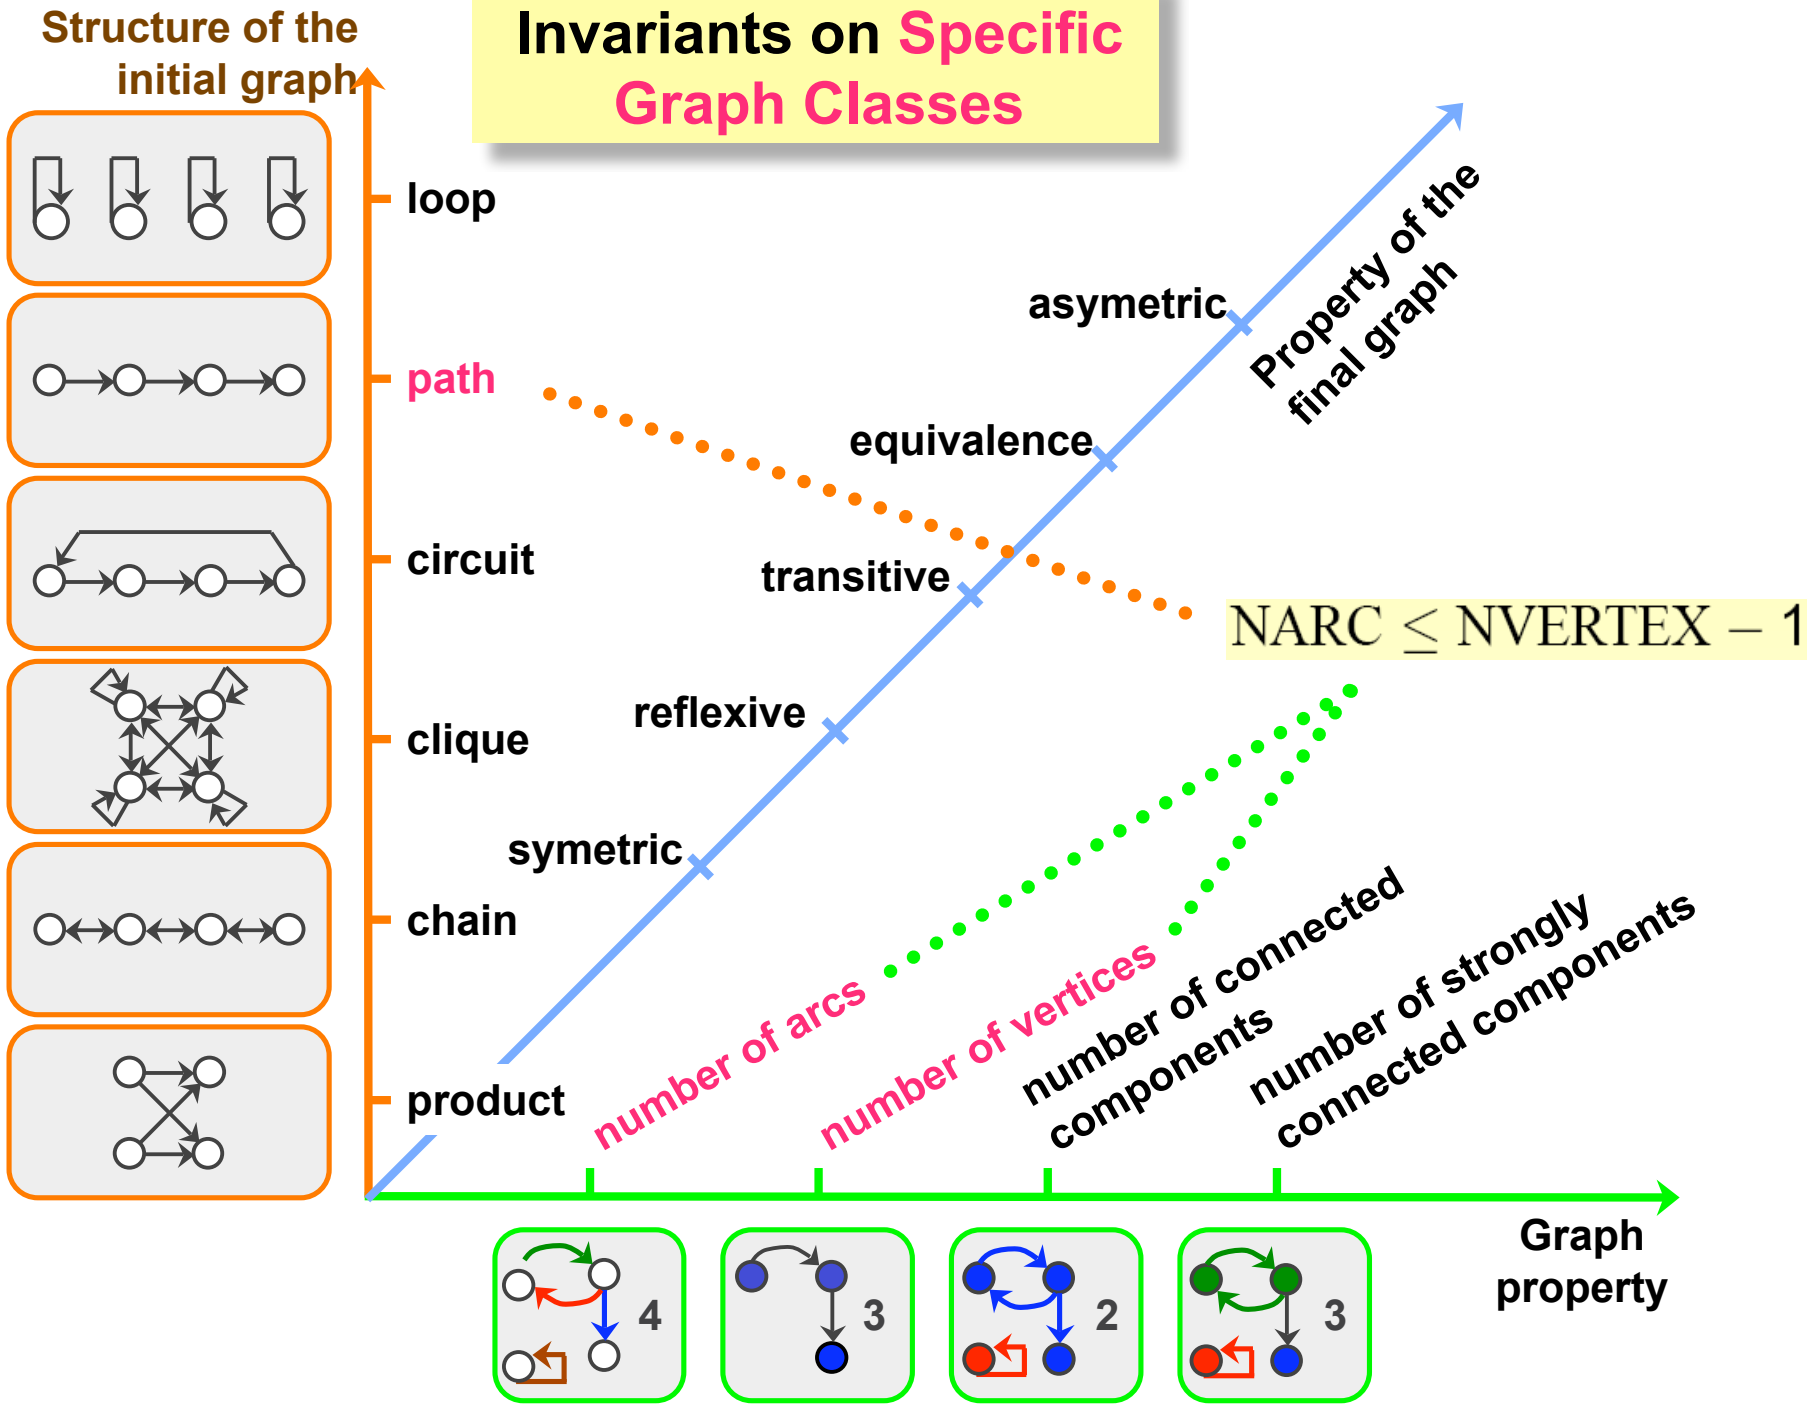 Structure of the
initial graph
Invariants on Specific
Graph Classes
loop
path
circuit
clique
chain
product
asymetric
equivalence
transitive
reflexive
symetric
Property of the
final graph
NARC ≤ NVERTEX − 1
number of arcs
number of vertices
number of connected
components
number of strongly
connected components
4
3
2
3
Graph
property